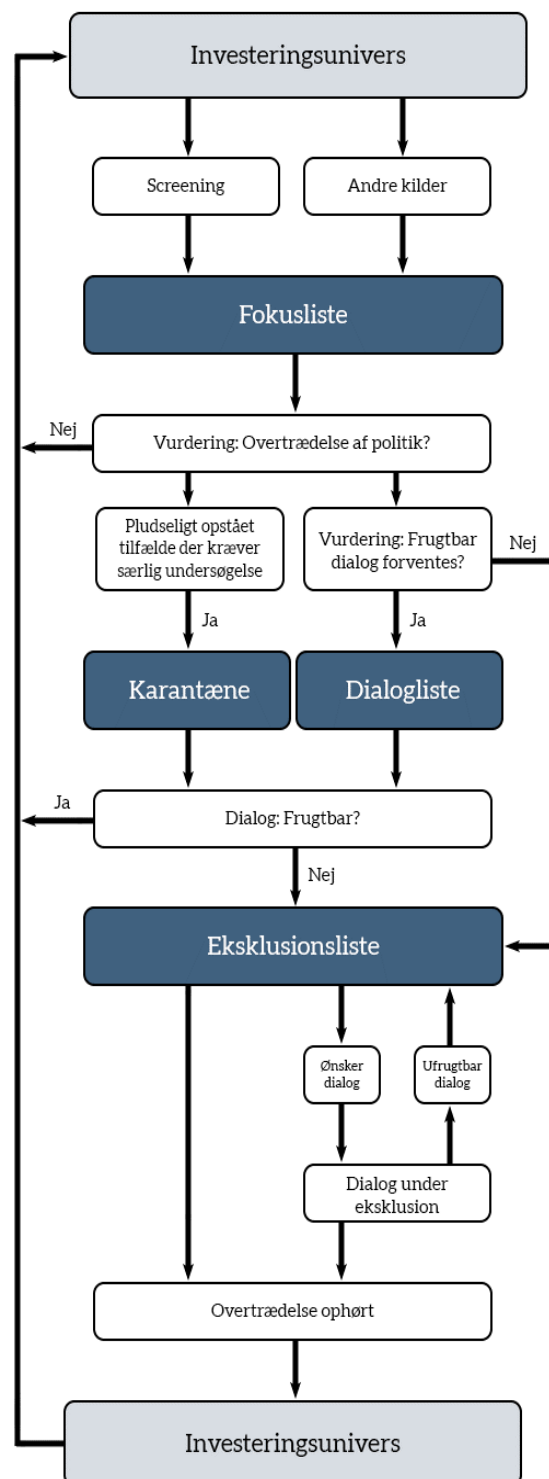 Investeringsunivers
Screening
Andre kilder
Fokusliste
Nej
Vurdering: Overtrædelse af politik?
Pludseligt opstået
tilfælde der kræver
særlig undersøgelse
Vurdering: Frugtbar
dialog forventes?
Nej
Ja
Ja
Karantæne
Dialogliste
Ja
Dialog: Frugtbar?
Nej
Eksklusionsliste
Ønsker
dialog
Ufrugtbar
dialog
Dialog under
eksklusion
Overtrædelse ophørt
Investeringsunivers